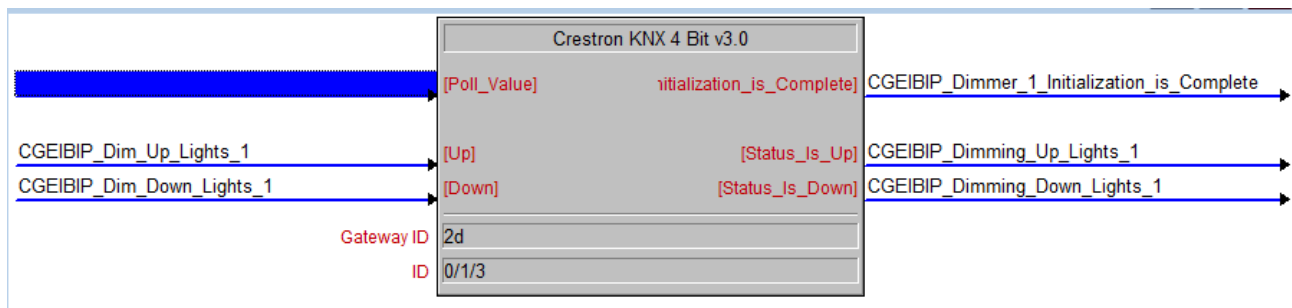 Crestron KNX 4 Bit v3.0
[Poll_Value] nitialization_is_Complete] CGEIBIP_Dimmer_1_Initialization_is_Complete
CGEIBIP_Dim_Up_Lights_1 [Up] [Status_Is_Up] CGEIBIP_Dimming_Up_Lights_1
CGEIBIP_Dim_Down_Lights_1 [Down] [Status_Is_Down] CGEIBIP_Dimming_Down_Lights_1
Gateway ID 2d
ID 0/1/3